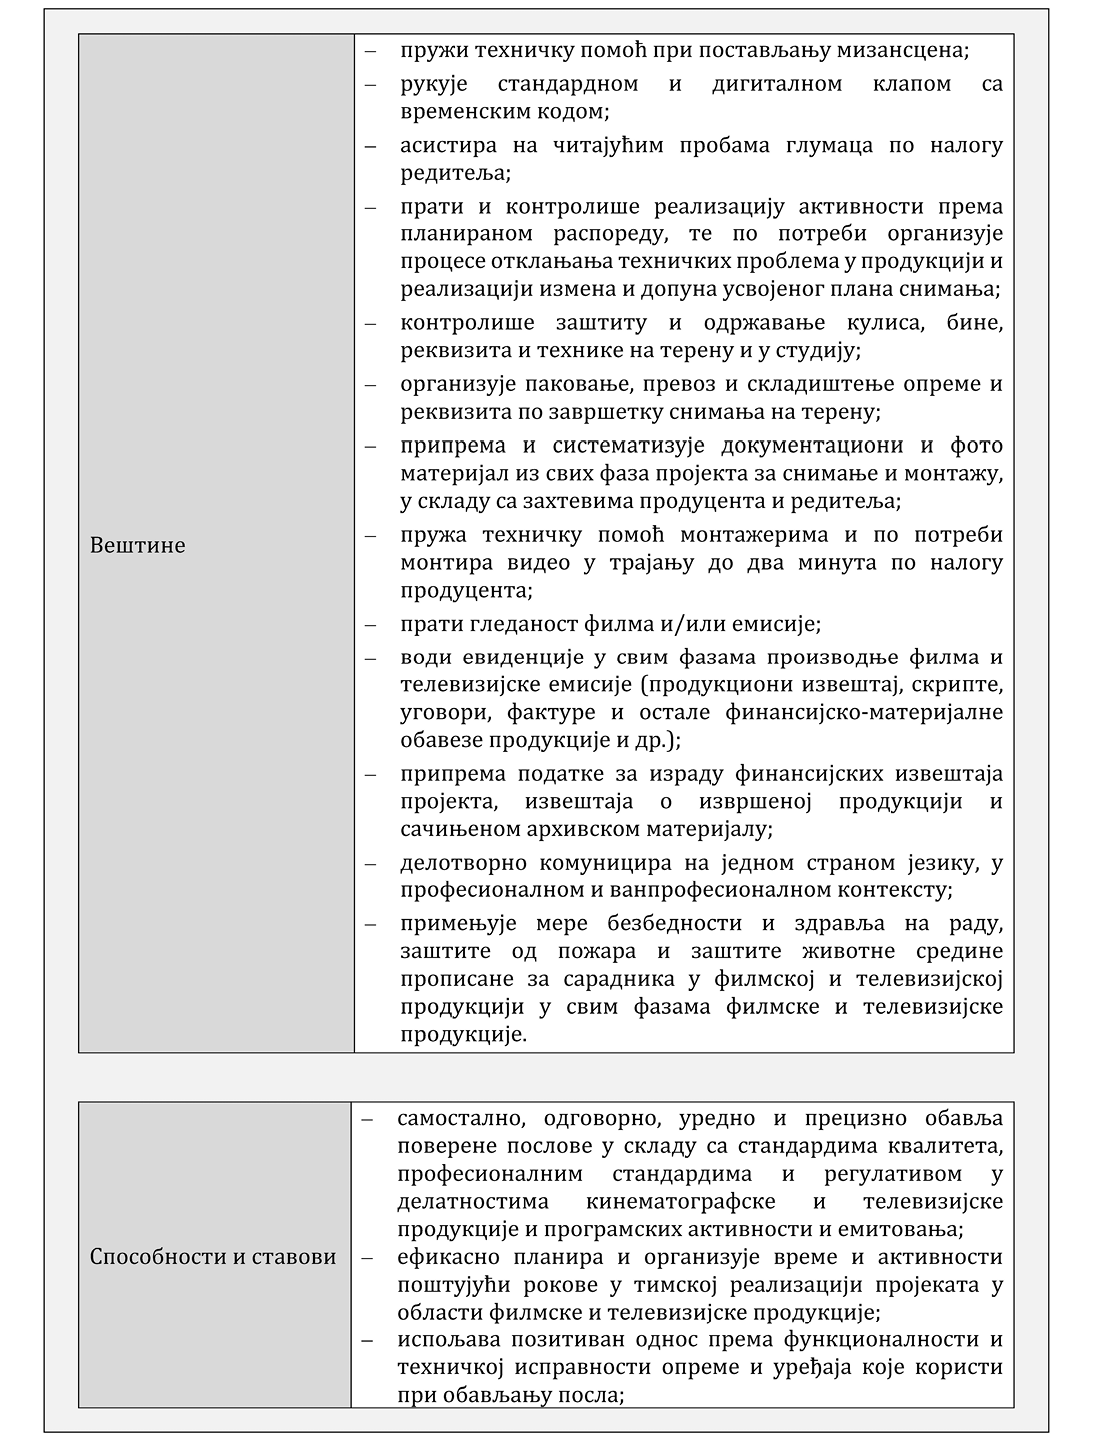 Вештине
– пружи техничку помоћ при постављању мизансцена;
– рукује стандардном и дигиталном клапом са
временским кодом;
– асистира на читајућим пробама глумаца по налогу
редитеља;
– прати и контролише реализацију активности према
планираном распореду, те по потреби организује
процесе отклањања техничких проблема у продукцији и
реализацији измена и допуна усвојеног плана снимања;
– контролише заштиту и одржавање кулиса, бине,
реквизита и технике на терену и у студију;
– организује паковање, превоз и складиштење опреме и
реквизита по завршетку снимања на терену;
– припрема и систематизује документациони и фото
материјал из свих фаза пројекта за снимање и монтажу,
у складу са захтевима продуцента и редитеља;
– пружа техничку помоћ монтажерима и по потреби
монтира видео у трајању до два минута по налогу
продуцента;
– прати гледаност филма и/или емисије;
– води евиденције у свим фазама производње филма и
телевизијске емисије (продукциони извештај, скрипте,
уговори, фактуре и остале финансијско-материјалне
обавезе продукције и др.);
– припрема податке за израду финансијских извештаја
пројекта, извештаја о извршеној продукцији и
сачињеном архивском материјалу;
– делотворно комуницира на једном страном језику, у
професионалном и ванпрофесионалном контексту;
– примењује мере безбедности и здравља на раду,
заштите од пожара и заштите животне средине
прописане за сарадника у филмској и телевизијској
продукцији у свим фазама филмске и телевизијске
продукције.
Способности и ставови
– самостално, одговорно, уредно и прецизно обавља
поверене послове у складу са стандардима квалитета,
професионалним стандардима и регулативом у
делатностима кинематографске и телевизијске
продукције и програмских активности и емитовања;
– ефикасно планира и организује време и активности
поштујући рокове у тимској реализацији пројеката у
области филмске и телевизијске продукције;
– испољава позитиван однос према функционалности и
техничкој исправности опреме и уређаја које користи
при обављању посла;